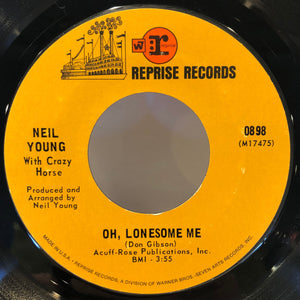 W
r
REPRISE RECORDS
NEIL
YOUNG
With Crazy
Horse
Produced and
Arranged by
Neil Young
0898
(M17475)
OH, LONESOME ME
(Don Gibson)
Acuff-Rose Publications, Inc.
BMI - 3:55
MADE IN U.S.A. • REPRISE RECORDS, A DIVISION OF WARNER BROS.-SEVEN ARTS RECORDS, INC.